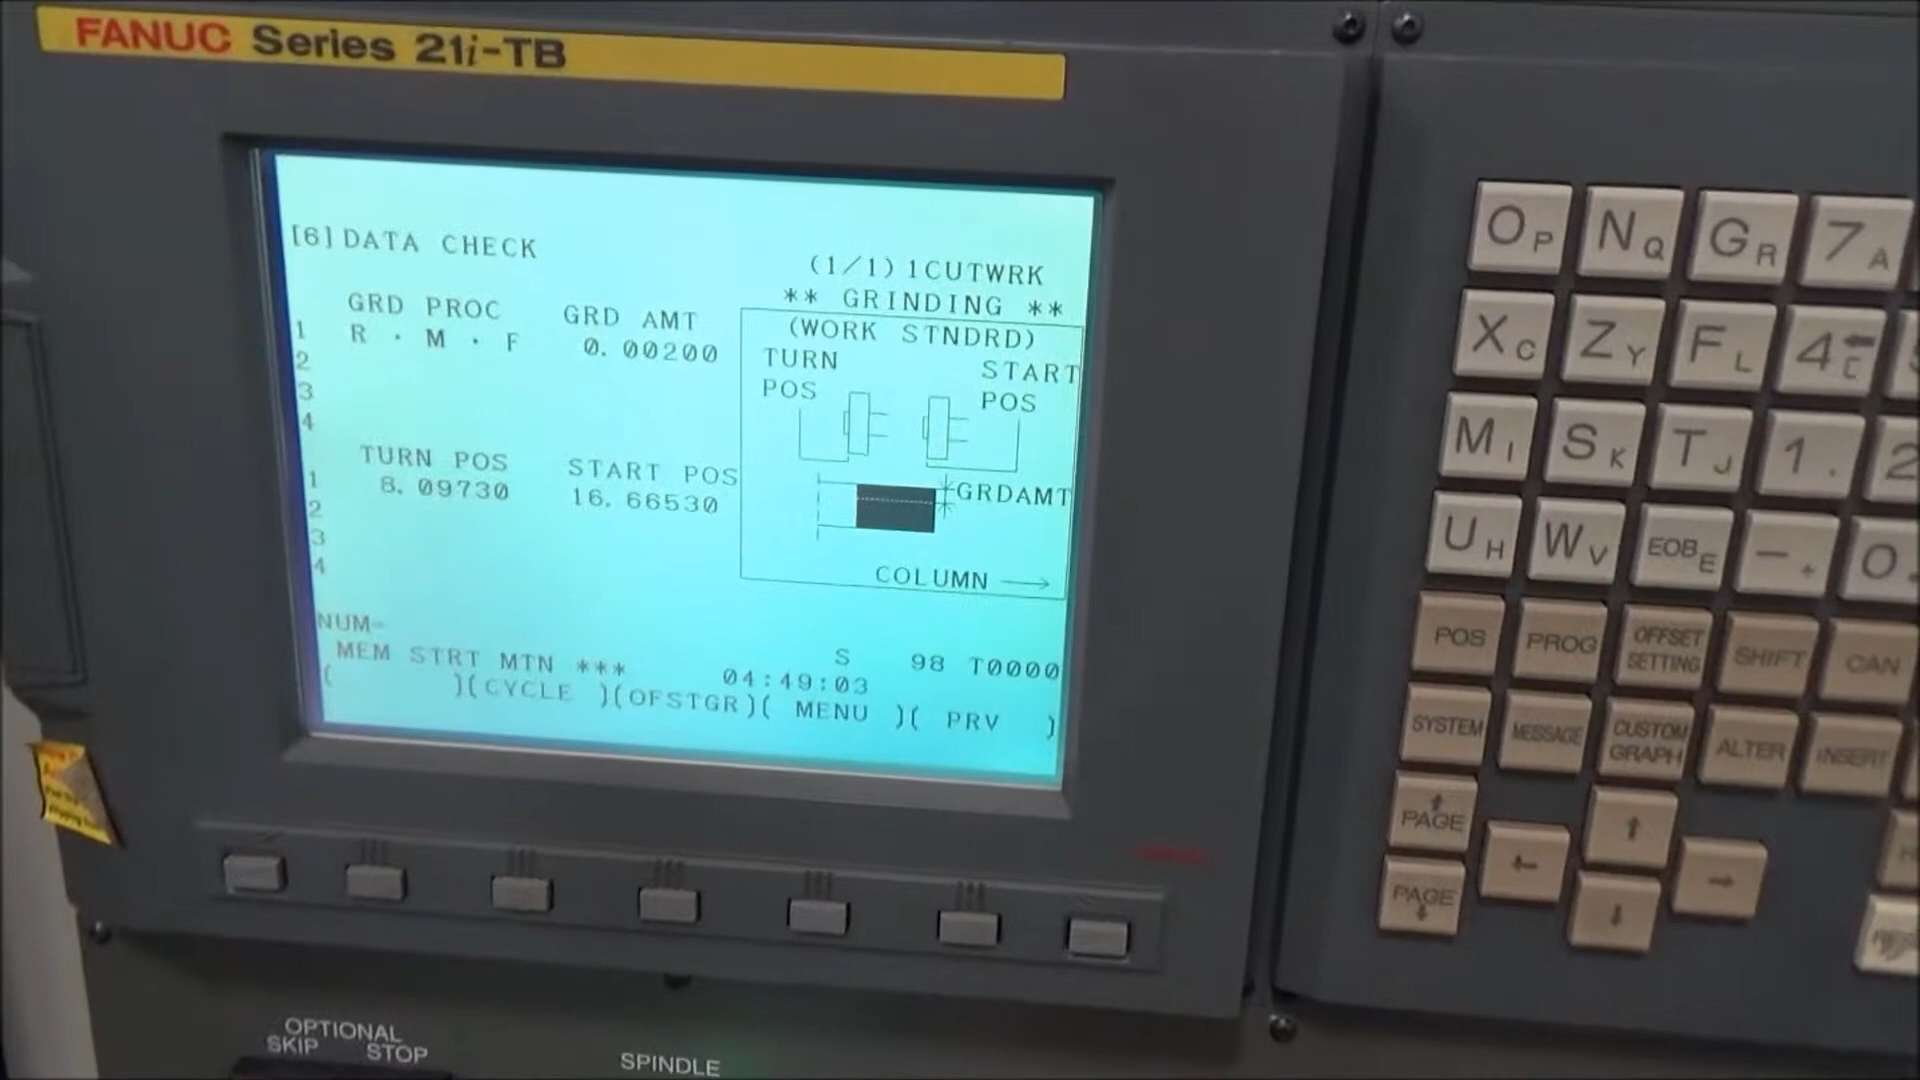 FANUC Series 21i-TB
[6] DATA CHECK
(1/1) 1CUTWRK
** GRINDING **
GRD PROC GRD AMT
1 R . M . F 0.00200
2
3
4
(WORK STNDRD)
TURN POS
START POS
GRDAMT
COLUMN
TURN POS START POS
1 8.09730 16.66530
2
3
4
NUM=
S 98 T0000
MEM STRT MTN *** 04:49:03
( )(CYCLE )(OFSTGR)( MENU )( PRV )
OP NQ GR 7A
XC ZY FL 4[
MI SK TJ 1. 2
UH WV EOBE -+ 0.
POS PROG OFFSET SETTING SHIFT CAN
SYSTEM MESSAGE CUSTOM GRAPH ALTER INSERT
↑ PAGE ↑
← →
PAGE ↓ ↓
OPTIONAL
SKIP STOP
SPINDLE